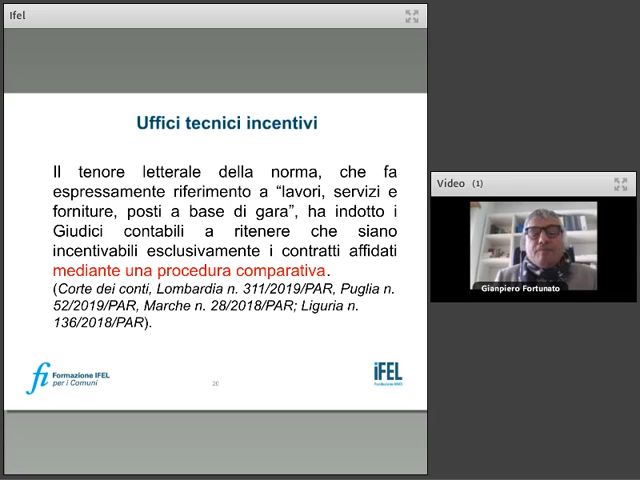 Ifel
Uffici tecnici incentivi
Il tenore letterale della norma, che fa
espressamente riferimento a “lavori, servizi e
forniture, posti a base di gara”, ha indotto i
Giudici contabili a ritenere che siano
incentivabili esclusivamente i contratti affidati
mediante una procedura comparativa.
(Corte dei conti, Lombardia n. 311/2019/PAR, Puglia n.
52/2019/PAR, Marche n. 28/2018/PAR; Liguria n.
136/2018/PAR).
fi Formazione IFEL
per i Comuni
20
iFEL
Fondazione ANCI
Video (1)
Gianpiero Fortunato